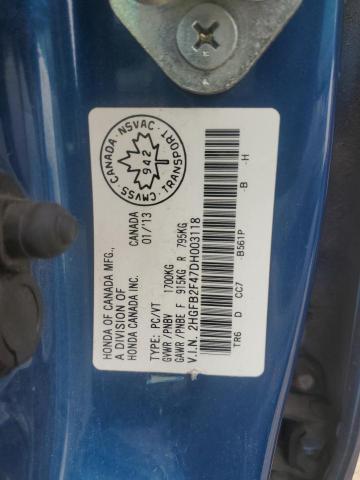 HONDA OF CANADA MFG., CANADA
A DIVISION OF 01/'13
HONDA CANADA INC.
TYPE: PC/VT
GVWR / PNBV 1700KG
GAWR / PNBE F 915KG R 795KG
V.I.N. 2HGFB2F47DH003118
TR6 D CC7 -B561P -B -H
CANADA - NSVAC - TRANSPORT - CMVSS -
942